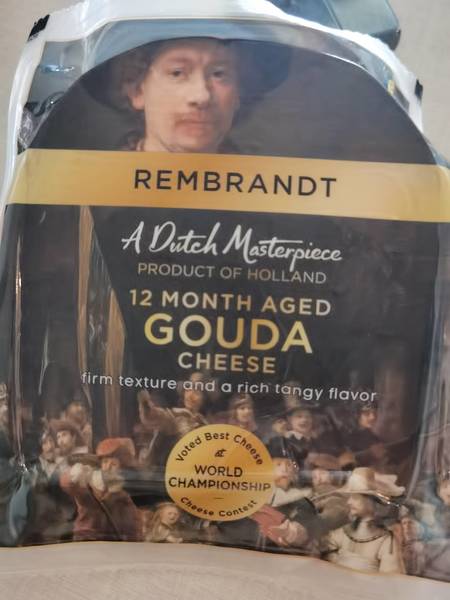 REMBRANDT
A Dutch Masterpiece
PRODUCT OF HOLLAND
12 MONTH AGED
GOUDA
CHEESE
firm texture and a rich tangy flavor
Voted Best Cheese
at
WORLD
CHAMPIONSHIP
Cheese Contest